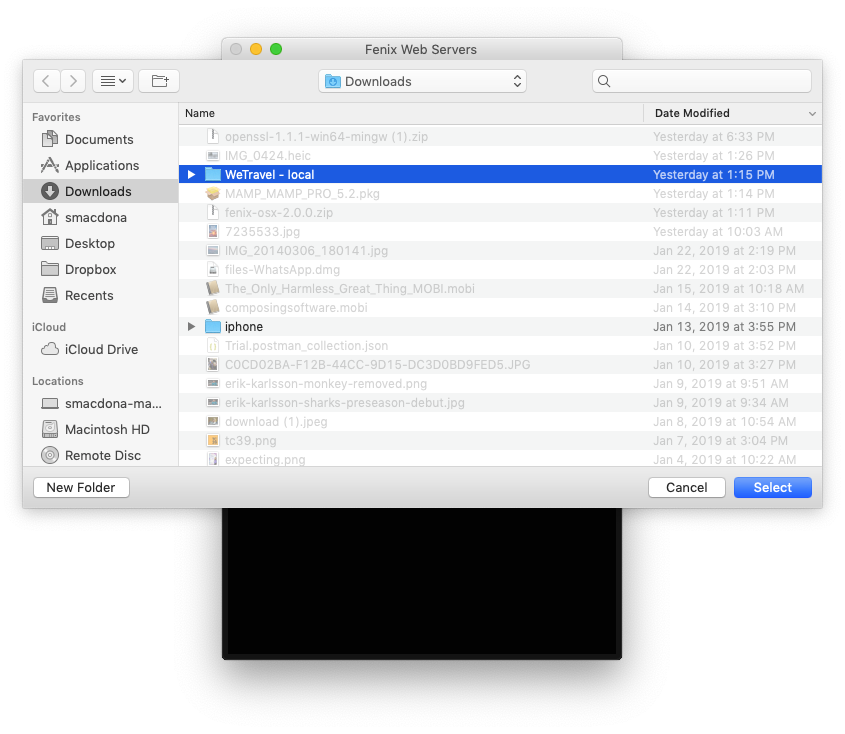 Fenix Web Servers
Downloads
Name Date Modified
Favorites
Documents
Applications
Downloads
smacdona
Desktop
Dropbox
Recents
iCloud
iCloud Drive
Locations
smacdona-ma...
Macintosh HD
Remote Disc
openssl-1.1.1-win64-mingw (1).zip Yesterday at 6:33 PM
IMG_0424.heic Yesterday at 1:26 PM
WeTravel - local Yesterday at 1:15 PM
MAMP_MAMP_PRO_5.2.pkg Yesterday at 1:14 PM
fenix-osx-2.0.0.zip Yesterday at 1:11 PM
7235533.jpg Yesterday at 10:03 AM
IMG_20140306_180141.jpg Jan 22, 2019 at 2:19 PM
files-WhatsApp.dmg Jan 22, 2019 at 2:03 PM
The_Only_Harmless_Great_Thing_MOBI.mobi Jan 15, 2019 at 10:18 AM
composingsoftware.mobi Jan 14, 2019 at 3:10 PM
iphone Jan 13, 2019 at 3:55 PM
Trial.postman_collection.json Jan 10, 2019 at 3:52 PM
C0CD02BA-F12B-44CC-9D15-DC3D0BD9FED5.JPG Jan 10, 2019 at 3:27 PM
erik-karlsson-monkey-removed.png Jan 9, 2019 at 9:51 AM
erik-karlsson-sharks-preseason-debut.jpg Jan 9, 2019 at 9:34 AM
download (1).jpeg Jan 8, 2019 at 10:54 AM
tc39.png Jan 7, 2019 at 3:04 PM
expecting.png Jan 4, 2019 at 10:22 AM
New Folder Cancel Select